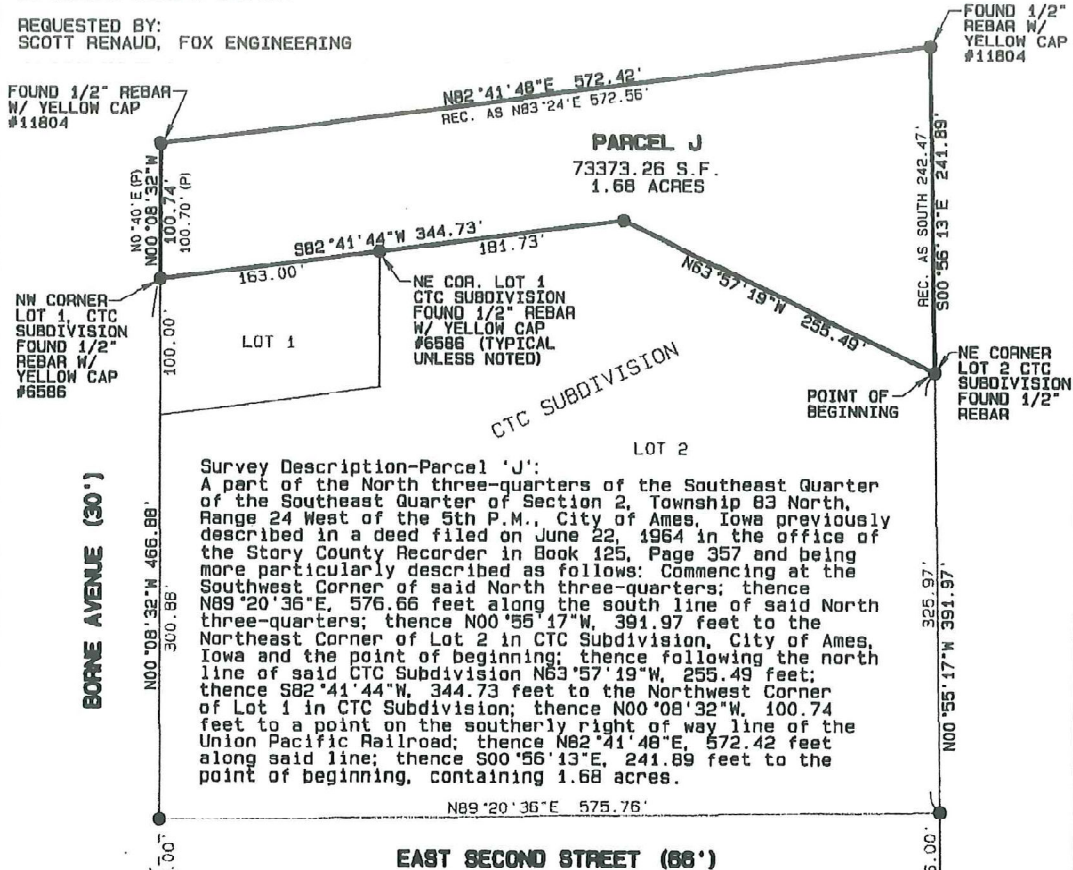 REQUESTED BY:
SCOTT RENAUD, FOX ENGINEERING
FOUND 1/2"
REBAR W/
YELLOW CAP
#11804
FOUND 1/2" REBAR
W/ YELLOW CAP
#11804
N82°41'48"E 572.42'
REC. AS N83°24'E 572.56'
PARCEL J
73373.26 S.F.
1.68 ACRES
N0°40'E (P)
N00°08'32"W
100.74'
100.70' (P)
REC. AS SOUTH 242.47'
S00°56'13"E 241.89'
S82°41'44"W 344.73'
163.00'
181.73'
N63°57'19"W 255.49'
NW CORNER
LOT 1, CTC
SUBDIVISION
FOUND 1/2"
REBAR W/
YELLOW CAP
#6586
100.00'
LOT 1
NE COR. LOT 1
CTC SUBDIVISION
FOUND 1/2" REBAR
W/ YELLOW CAP
#6586 (TYPICAL
UNLESS NOTED)
CTC SUBDIVISION
POINT OF
BEGINNING
NE CORNER
LOT 2 CTC
SUBDIVISION
FOUND 1/2"
REBAR
LOT 2
BORNE AVENUE (30')
N00°08'32"W 466.88'
300.88'
Survey Description-Parcel 'J':
A part of the North three-quarters of the Southeast Quarter
of the Southeast Quarter of Section 2, Township 83 North,
Range 24 West of the 5th P.M., City of Ames, Iowa previously
described in a deed filed on June 22, 1964 in the office of
the Story County Recorder in Book 125, Page 357 and being
more particularly described as follows: Commencing at the
Southwest Corner of said North three-quarters; thence
N89°20'36"E, 576.66 feet along the south line of said North
three-quarters; thence N00°55'17"W, 391.97 feet to the
Northeast Corner of Lot 2 in CTC Subdivision, City of Ames,
Iowa and the point of beginning; thence following the north
line of said CTC Subdivision N63°57'19"W, 255.49 feet;
thence S82°41'44"W, 344.73 feet to the Northwest Corner
of Lot 1 in CTC Subdivision; thence N00°08'32"W, 100.74
feet to a point on the southerly right of way line of the
Union Pacific Railroad; thence N82°41'48"E, 572.42 feet
along said line; thence S00°56'13"E, 241.89 feet to the
point of beginning, containing 1.68 acres.
325.97'
N00°55'17"W 391.97'
N89°20'36"E 575.76'
EAST SECOND STREET (66')